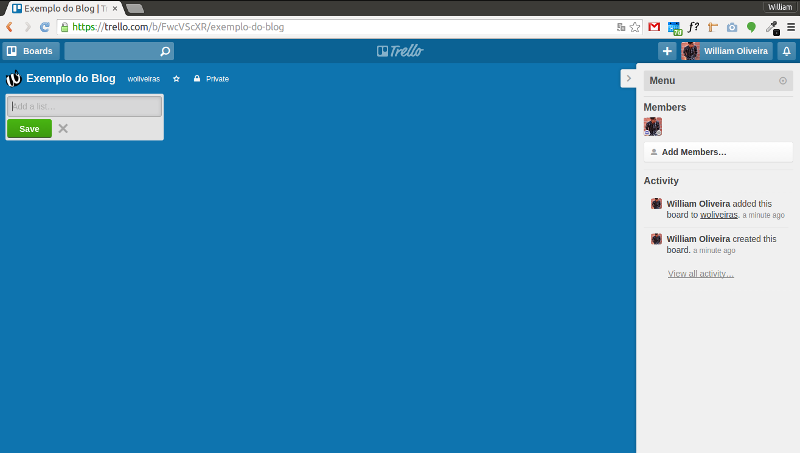 William
Exemplo do Blog | Tr
https://trello.com/b/FwcVScXR/exemplo-do-blog
Boards
Trello
William Oliveira
Exemplo do Blog
woliveiras
Private
Add a list…
Save
Menu
Members
Add Members…
Activity
William Oliveira added this
board to woliveiras. a minute ago
William Oliveira created this
board. a minute ago
View all activity…